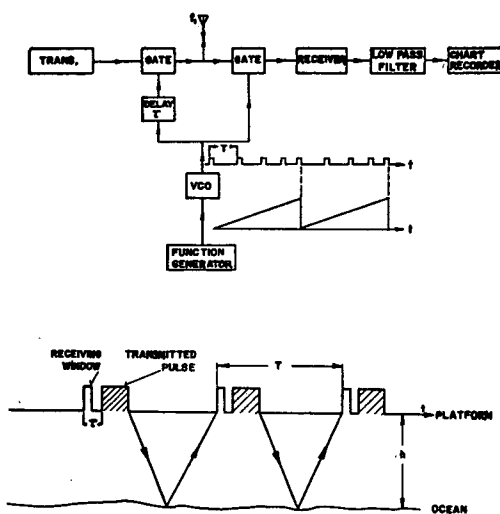 f₁
TRANS.
GATE
GATE
RECEIVER
LOW PASS
FILTER
CHART
RECORDER
DELAY
τ
T
t
VCO
t
FUNCTION
GENERATOR
RECEIVING
WINDOW
TRANSMITTED
PULSE
T
t
PLATFORM
τ
h
OCEAN